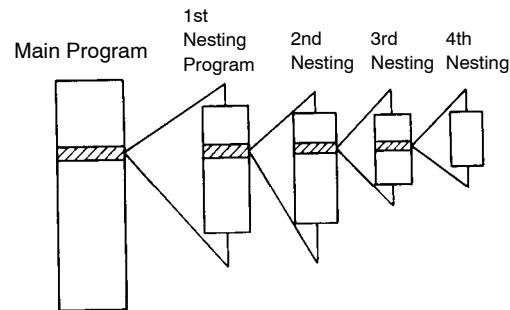 Main Program
1st
Nesting
Program
2nd
Nesting
3rd
Nesting
4th
Nesting